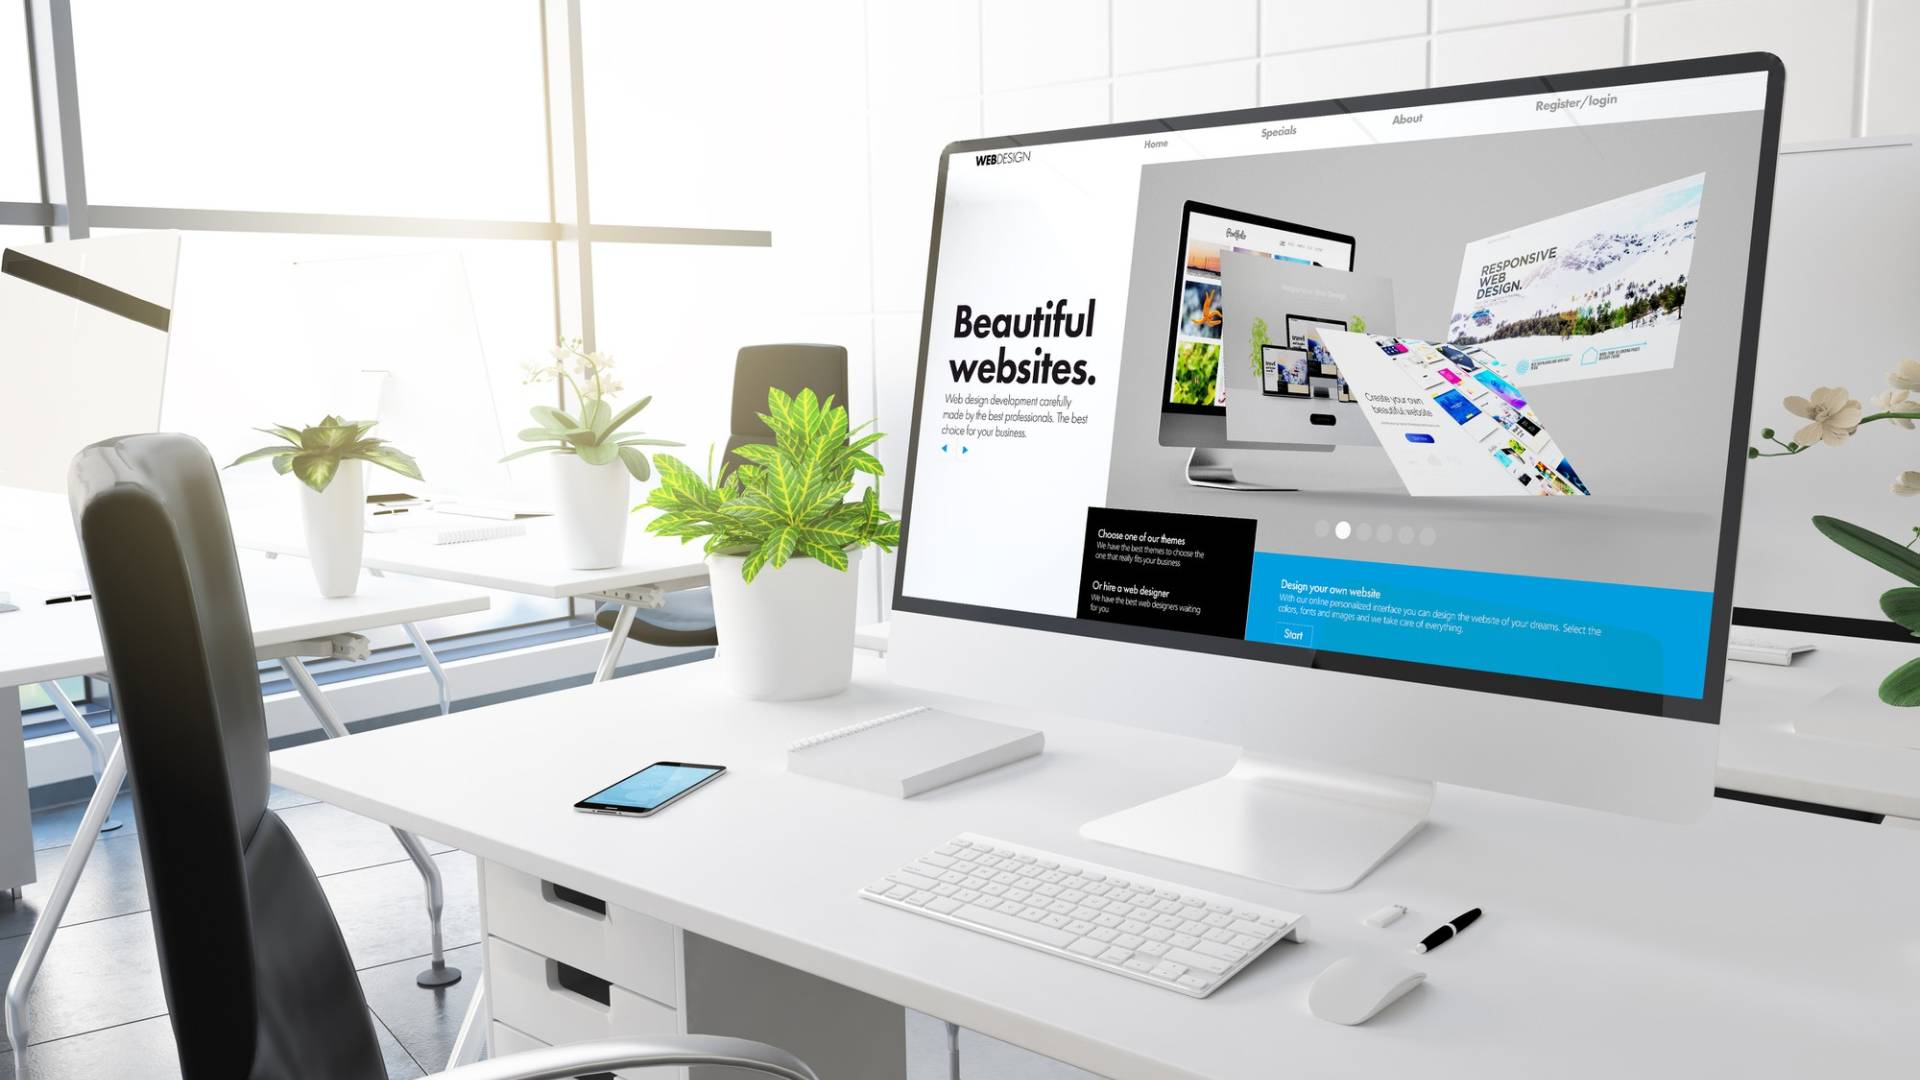 WEBDESIGN
Home
Specials
About
Register/login
Beautiful
websites.
Web design development carefully
made by the best professionals. The best
choice for your business.
Portfolio
RESPONSIVE
WEB
DESIGN.
Create your own
beautiful website
Choose one of our themes
We have the best themes to choose the
one that really fits your business
Or hire a web designer
We have the best web designers waiting
for you
Design your own website
With our online personalized interface you can design the website of your dreams. Select the
colors, fonts and images and we take care of everything.
Start